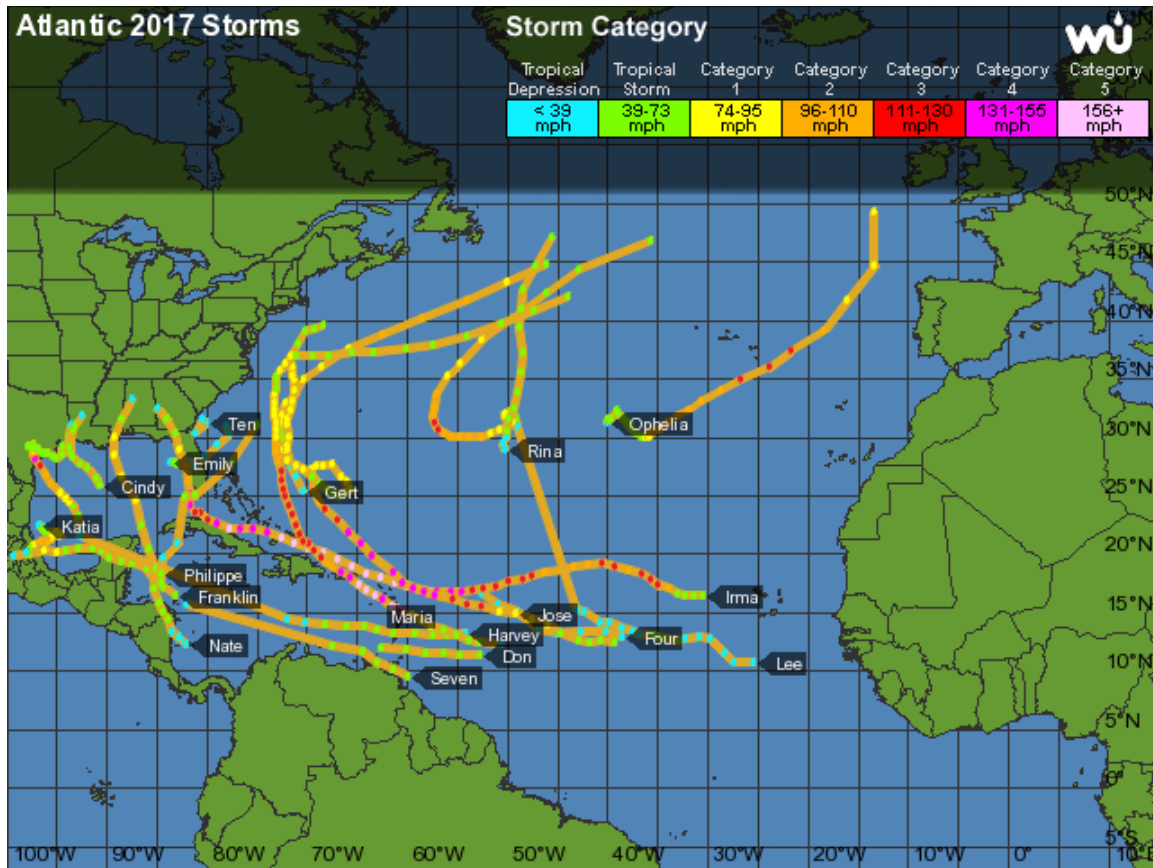 Atlantic 2017 Storms
Storm Category
WU
Tropical Depression
Tropical Storm
Category 1
Category 2
Category 3
Category 4
Category 5
< 39 mph
39-73 mph
74-95 mph
96-110 mph
111-130 mph
131-155 mph
156+ mph
50°N
45°N
40°N
35°N
30°N
25°N
20°N
15°N
10°N
5°N
0°
5°S
Ten
Emily
Cindy
Gert
Rina
Ophelia
Katia
Philippe
Franklin
Nate
Maria
Harvey
Don
Seven
Jose
Four
Irma
Lee
100°W
90°W
80°W
70°W
60°W
50°W
40°W
30°W
20°W
10°W
0°